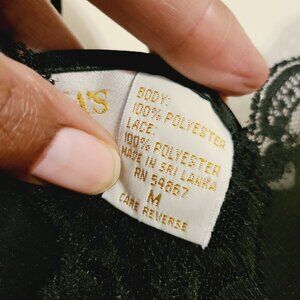 A'S
BODY:
100% POLYESTER
LACE:
100% POLYESTER
MADE IN SRI LANKA
RN 54867
M
CARE REVERSE